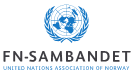 FN-SAMBANDET
UNITED NATIONS ASSOCIATION OF NORWAY